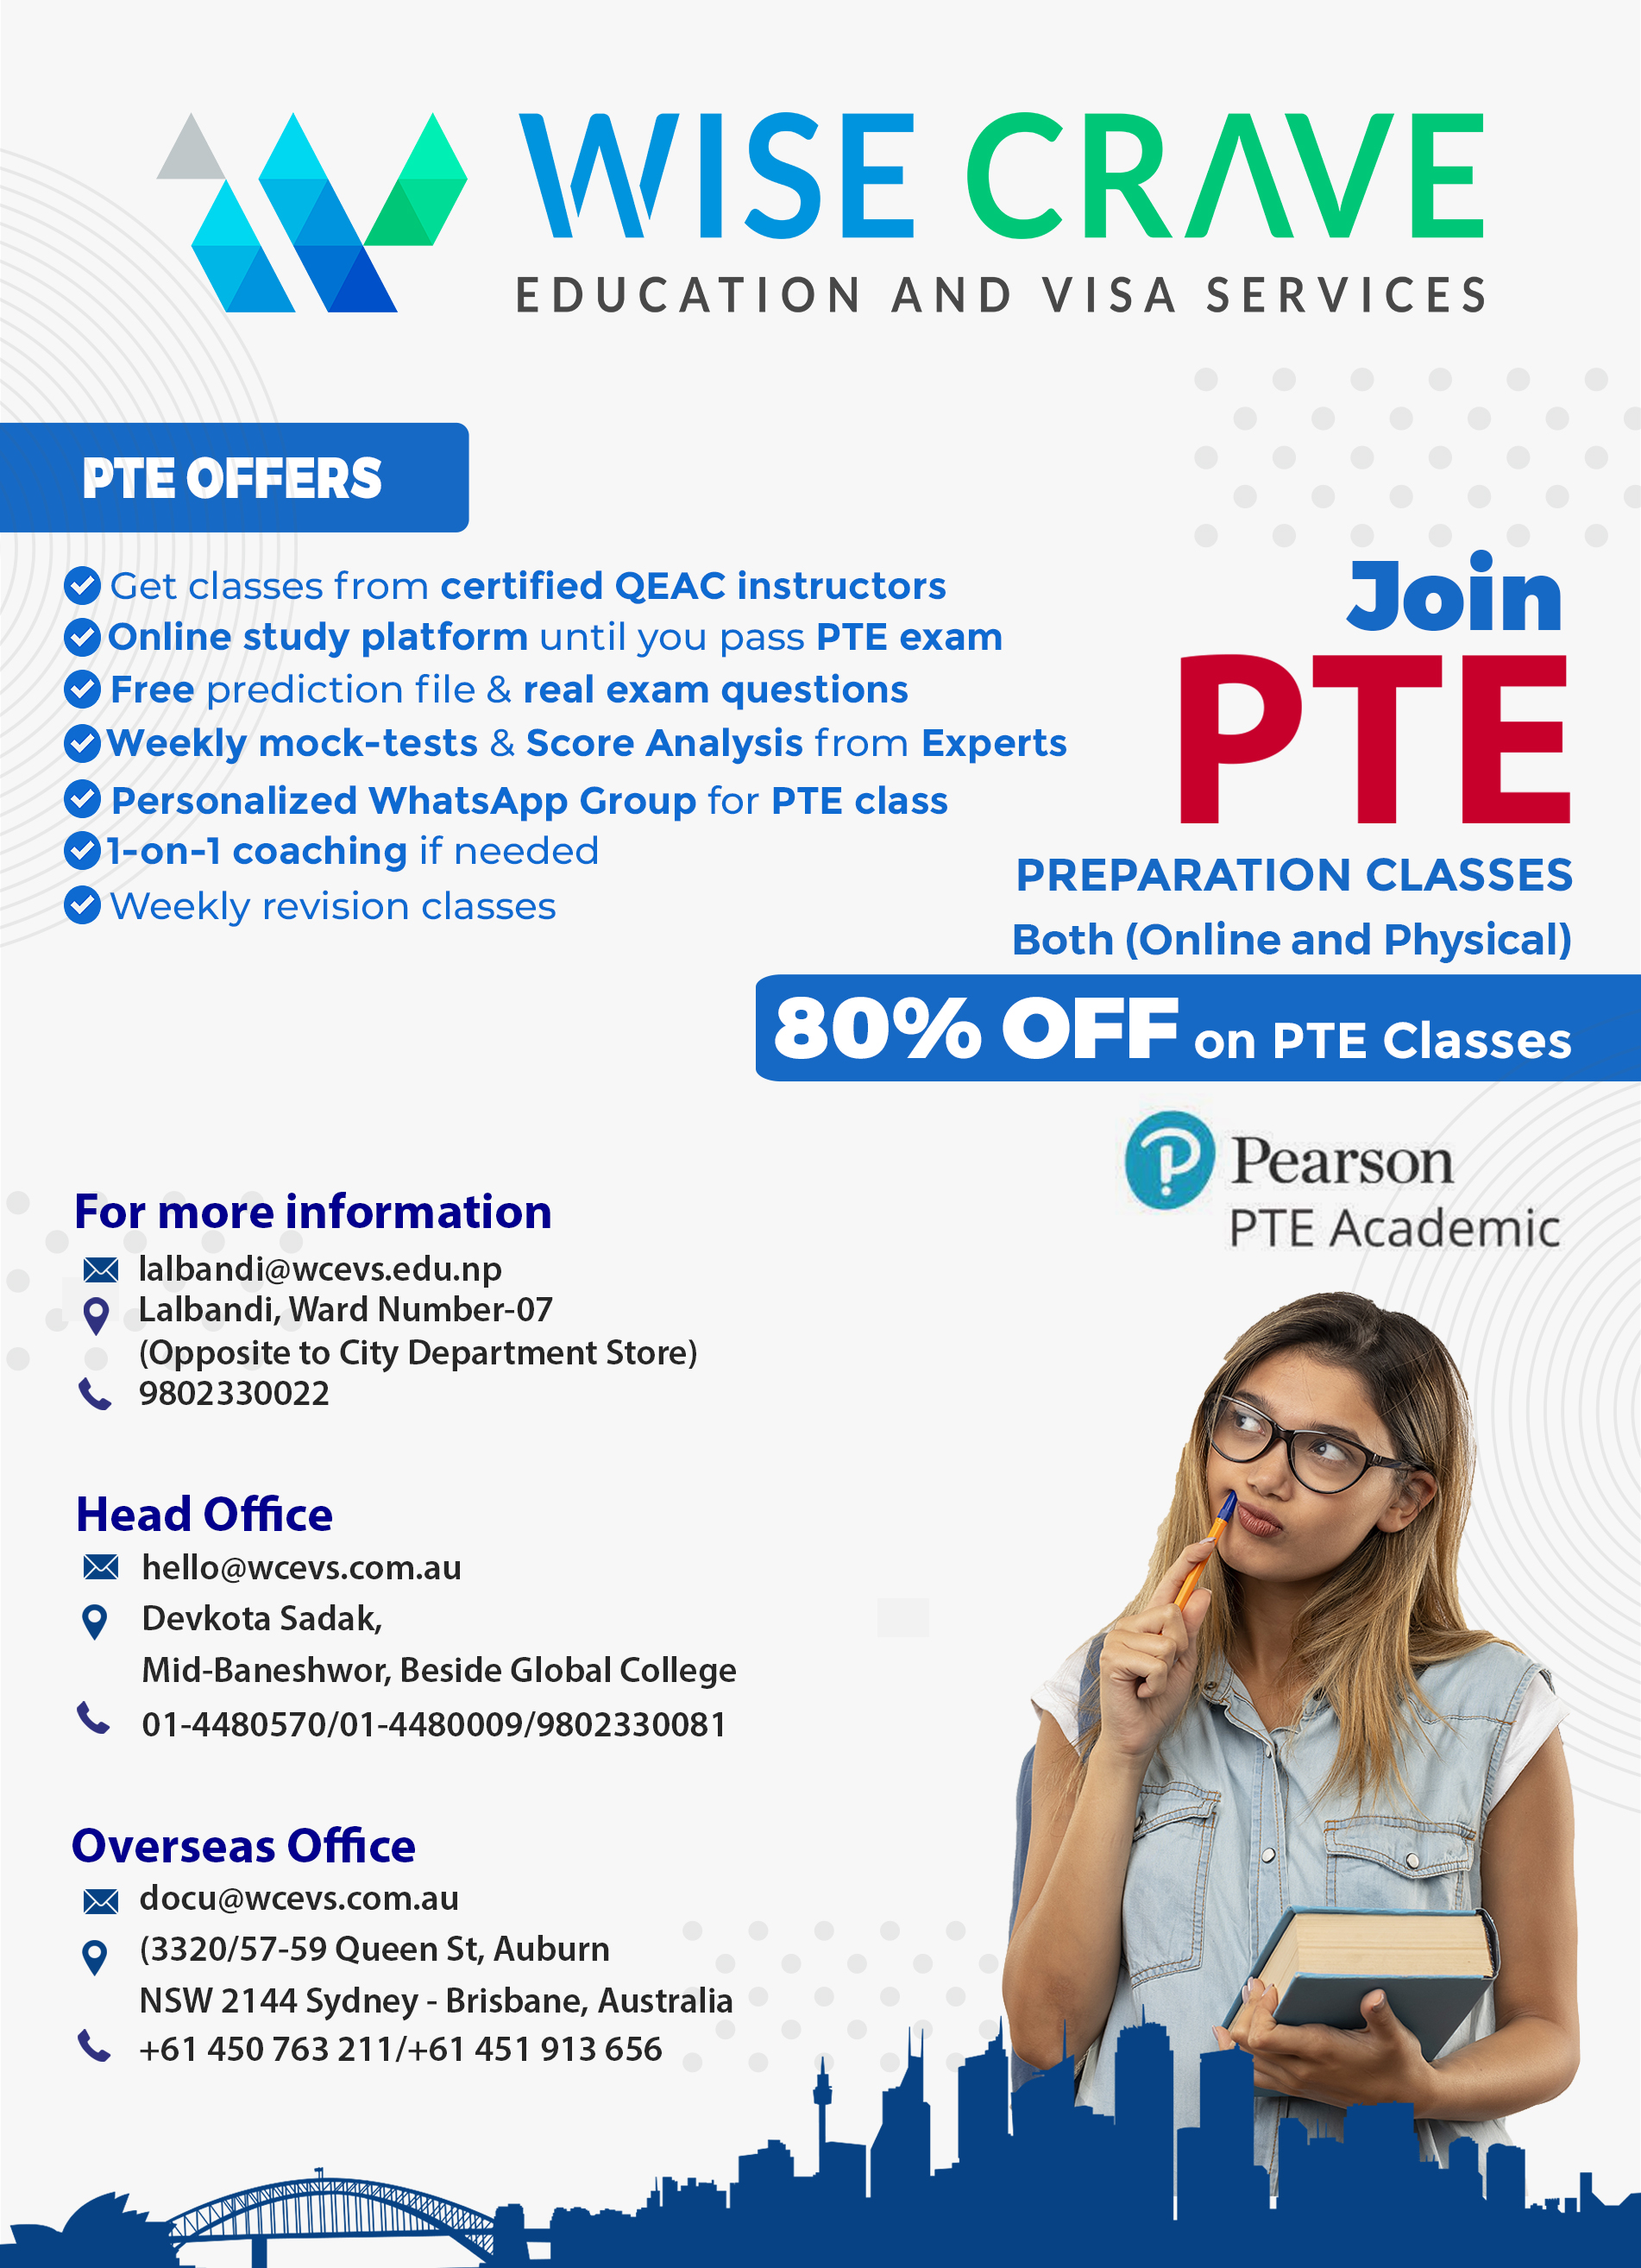 WISE CRAVE
EDUCATION AND VISA SERVICES
PTE OFFERS
Get classes from certified QEAC instructors
Online study platform until you pass PTE exam
Free prediction file & real exam questions
Weekly mock-tests & Score Analysis from Experts
Personalized WhatsApp Group for PTE class
1-on-1 coaching if needed
Weekly revision classes
Join
PTE
PREPARATION CLASSES
Both (Online and Physical)
80% OFF on PTE Classes
Pearson
PTE Academic
For more information
lalbandi@wcevs.edu.np
Lalbandi, Ward Number-07
(Opposite to City Department Store)
9802330022
Head Office
hello@wcevs.com.au
Devkota Sadak,
Mid-Baneshwor, Beside Global College
01-4480570/01-4480009/9802330081
Overseas Office
docu@wcevs.com.au
(3320/57-59 Queen St, Auburn
NSW 2144 Sydney - Brisbane, Australia
+61 450 763 211/+61 451 913 656